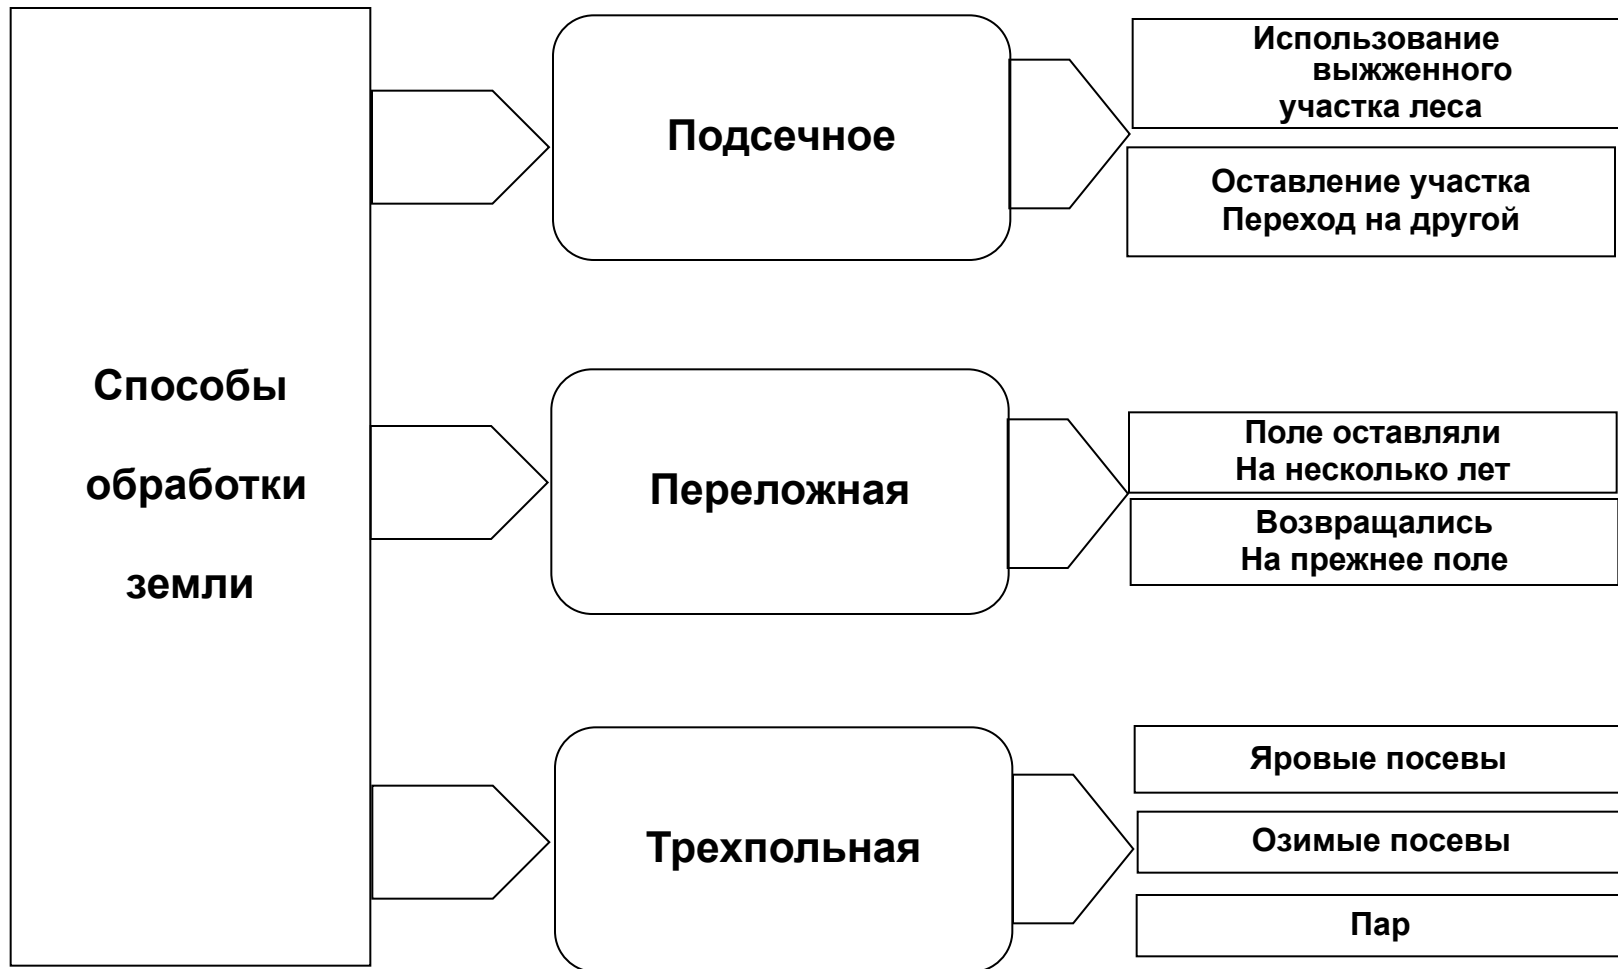 Способы
обработки
земли
Подсечное
Использование
выжженного
участка леса
Оставление участка
Переход на другой
Переложная
Поле оставляли
На несколько лет
Возвращались
На прежнее поле
Трехпольная
Яровые посевы
Озимые посевы
Пар